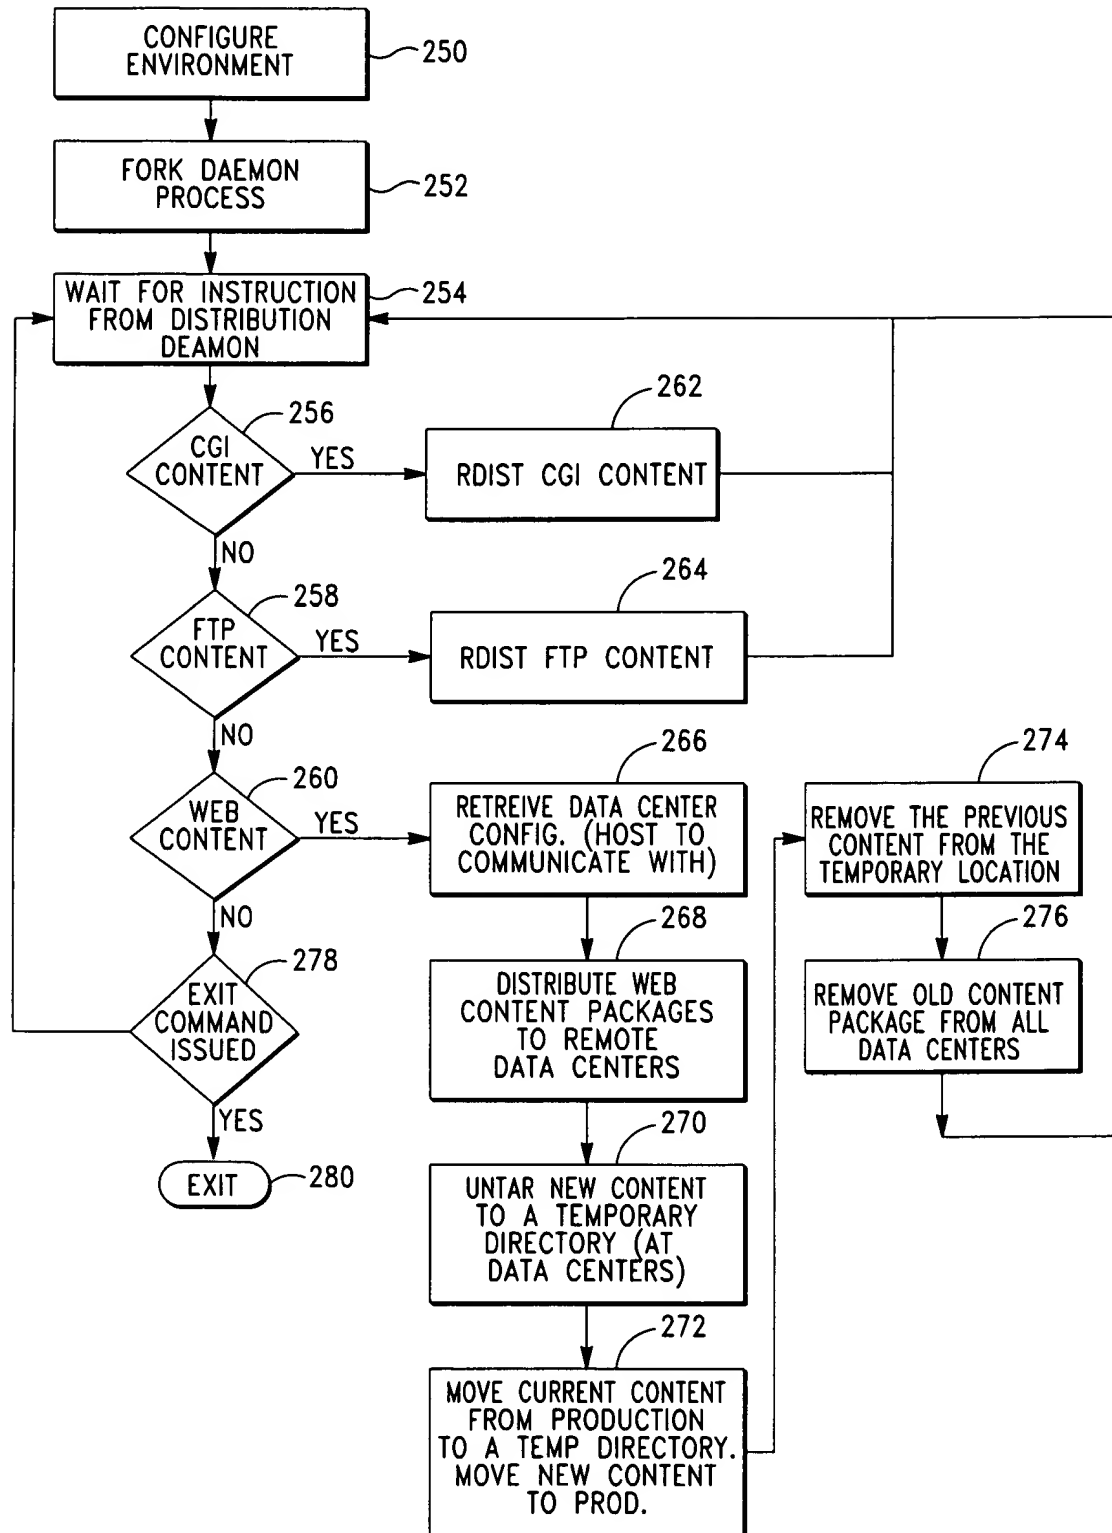 CONFIGURE
ENVIRONMENT
250
FORK DAEMON
PROCESS
252
WAIT FOR INSTRUCTION
FROM DISTRIBUTION
DEAMON
254
CGI
CONTENT
256
YES
RDIST CGI CONTENT
262
NO
FTP
CONTENT
258
YES
RDIST FTP CONTENT
264
NO
WEB
CONTENT
260
YES
RETREIVE DATA CENTER
CONFIG. (HOST TO
COMMUNICATE WITH)
266
NO
EXIT
COMMAND
ISSUED
278
YES
EXIT
280
DISTRIBUTE WEB
CONTENT PACKAGES
TO REMOTE
DATA CENTERS
268
UNTAR NEW CONTENT
TO A TEMPORARY
DIRECTORY (AT
DATA CENTERS)
270
MOVE CURRENT CONTENT
FROM PRODUCTION
TO A TEMP DIRECTORY.
MOVE NEW CONTENT
TO PROD.
272
REMOVE THE PREVIOUS
CONTENT FROM THE
TEMPORARY LOCATION
274
REMOVE OLD CONTENT
PACKAGE FROM ALL
DATA CENTERS
276